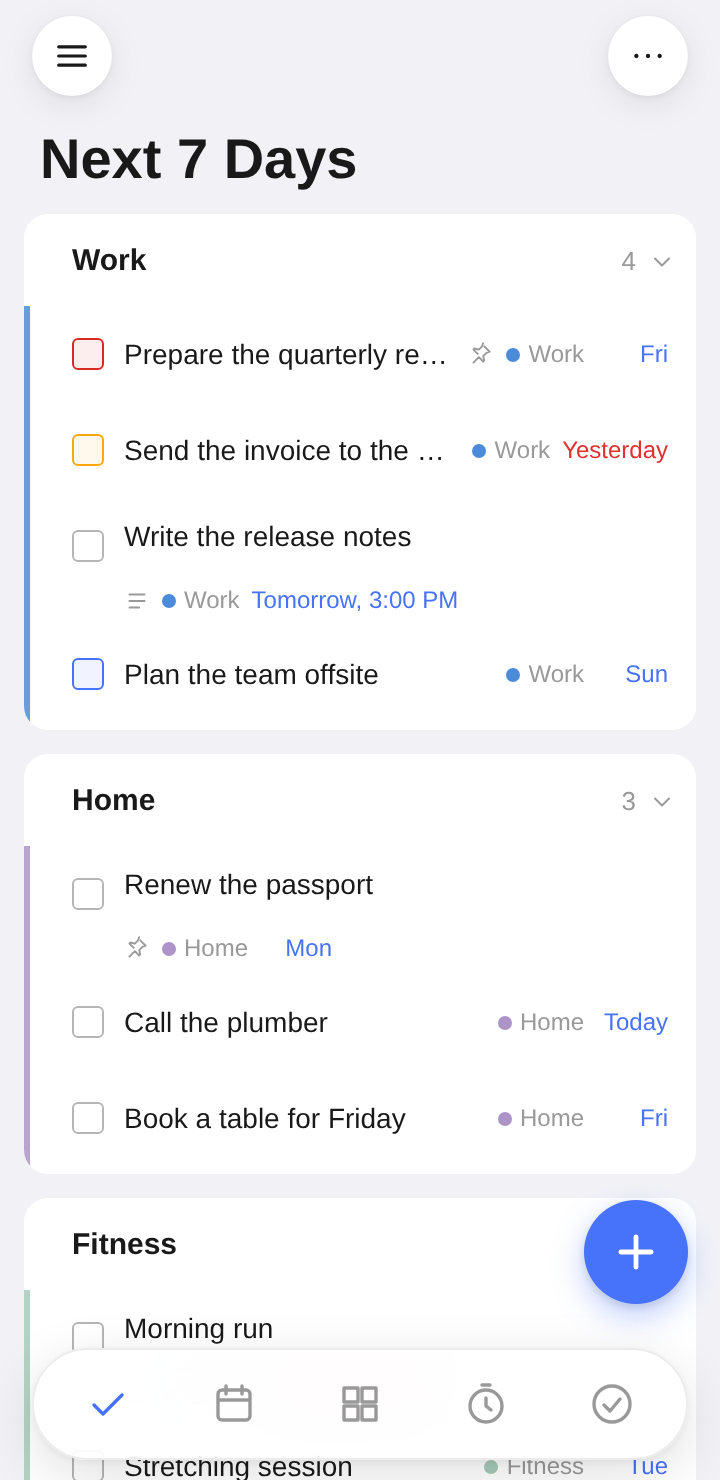 Next 7 Days
Work 4
Prepare the quarterly re… Work Fri
Send the invoice to the … Work Yesterday
Write the release notes
Work Tomorrow, 3:00 PM
Plan the team offsite Work Sun
Home 3
Renew the passport
Home Mon
Call the plumber Home Today
Book a table for Friday Home Fri
Fitness
Morning run
Stretching session Fitness Tue